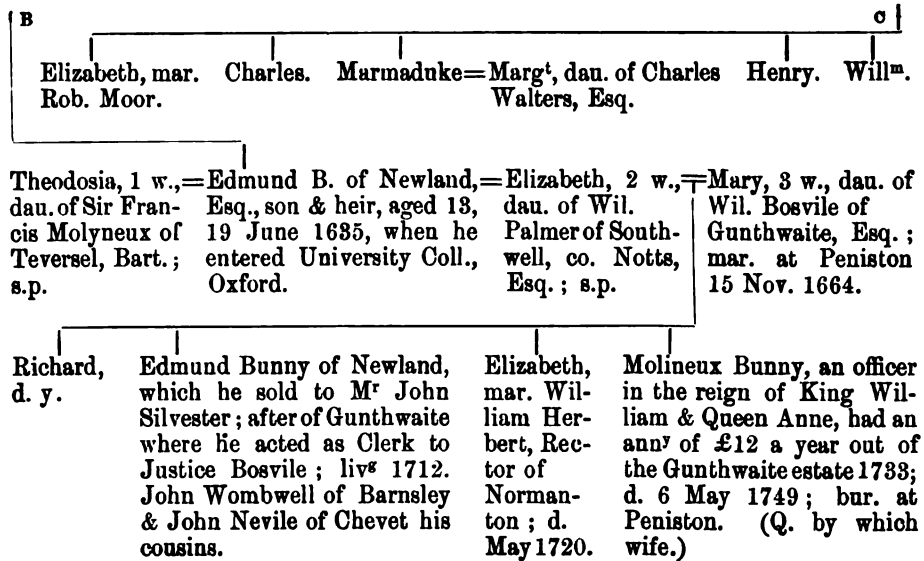 B C
Elizabeth, mar.
Rob. Moor.
Charles.
Marmaduke=Margᵗ, dau. of Charles
Walters, Esq.
Henry.
Willᵐ.
Theodosia, 1 w.,=
dau. of Sir Fran-
cis Molyneux of
Teversel, Bart. ;
s.p.
Edmund B. of Newland,=
Esq., son & heir, aged 13,
19 June 1635, when he
entered University Coll.,
Oxford.
Elizabeth, 2 w.,=
dau. of Wil.
Palmer of South-
well, co. Notts,
Esq. ; s.p.
Mary, 3 w., dau. of
Wil. Bosvile of
Gunthwaite, Esq. ;
mar. at Peniston
15 Nov. 1664.
Richard,
d. y.
Edmund Bunny of Newland,
which he sold to Mʳ John
Silvester ; after of Gunthwaite
where he acted as Clerk to
Justice Bosvile ; livᵍ 1712.
John Wombwell of Barnsley
& John Nevile of Chevet his
cousins.
Elizabeth,
mar. Wil-
liam Her-
bert, Rec-
tor of
Norman-
ton ; d.
May 1720.
Molineux Bunny, an officer
in the reign of King Wil-
liam & Queen Anne, had an
annʸ of £12 a year out of
the Gunthwaite estate 1733;
d. 6 May 1749 ; bur. at
Peniston. (Q. by which
wife.)